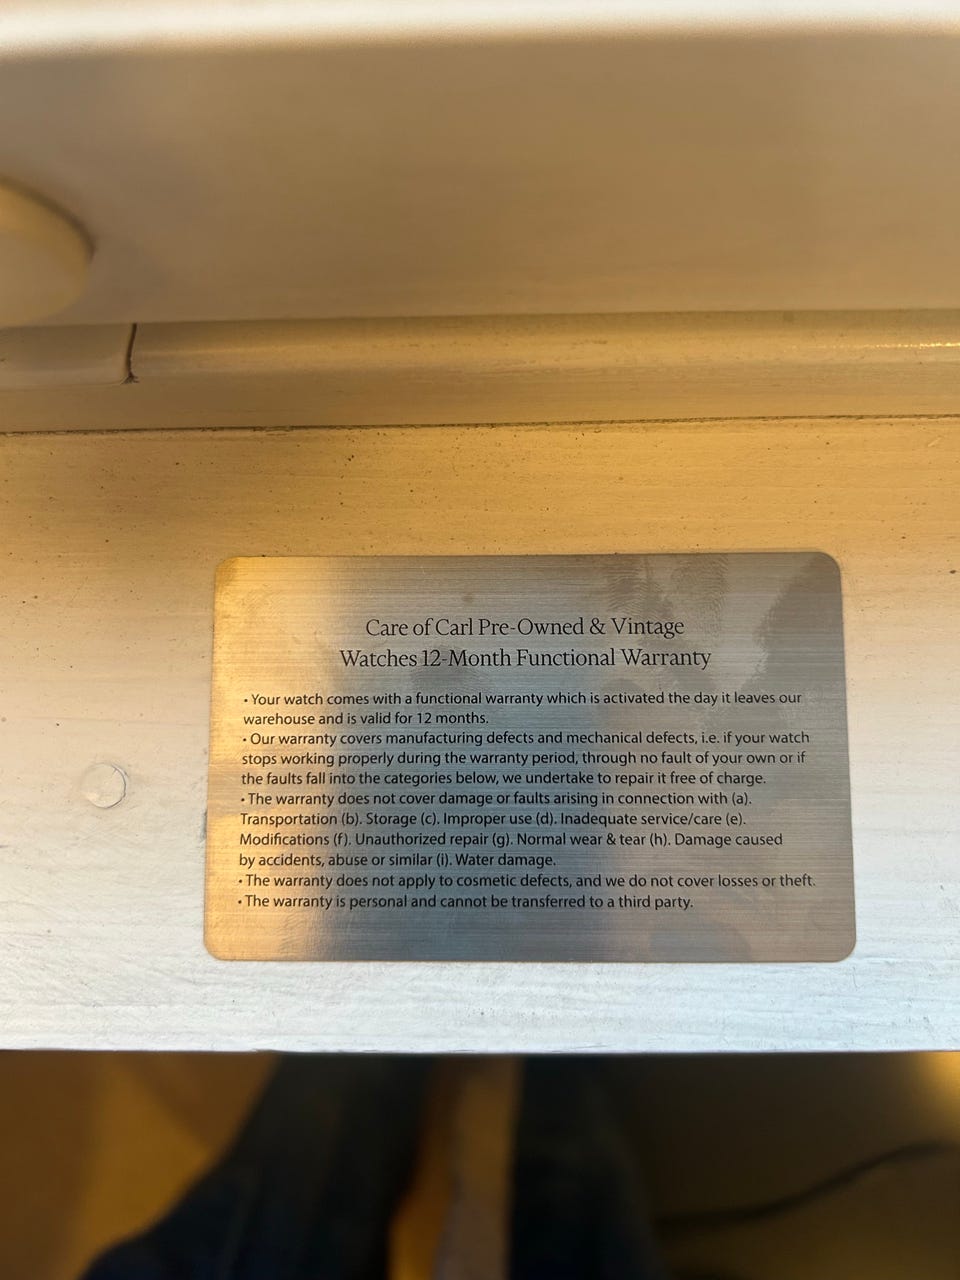 Care of Carl Pre-Owned & Vintage
Watches 12-Month Functional Warranty
• Your watch comes with a functional warranty which is activated the day it leaves our
warehouse and is valid for 12 months.
• Our warranty covers manufacturing defects and mechanical defects, i.e. if your watch
stops working properly during the warranty period, through no fault of your own or if
the faults fall into the categories below, we undertake to repair it free of charge.
• The warranty does not cover damage or faults arising in connection with (a).
Transportation (b). Storage (c). Improper use (d). Inadequate service/care (e).
Modifications (f). Unauthorized repair (g). Normal wear & tear (h). Damage caused
by accidents, abuse or similar (i). Water damage.
• The warranty does not apply to cosmetic defects, and we do not cover losses or theft.
• The warranty is personal and cannot be transferred to a third party.